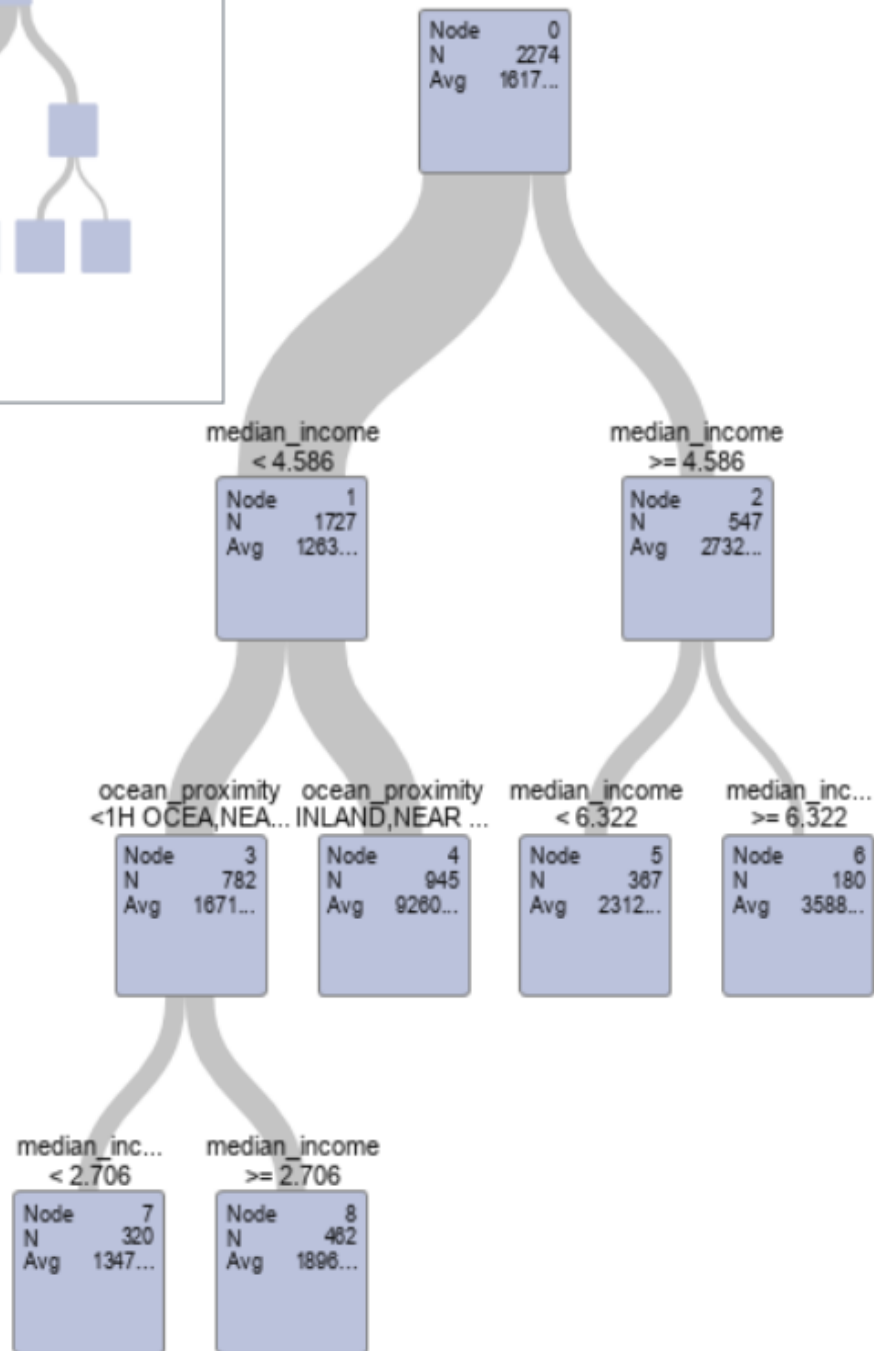 Node 0
N 2274
Avg 1617...
median_income
< 4.586
median_income
>= 4.586
Node 1
N 1727
Avg 1263...
Node 2
N 547
Avg 2732...
ocean_proximity
<1H OCEA,NEA...
ocean_proximity
INLAND,NEAR ...
median_income
< 6.322
median_inc...
>= 6.322
Node 3
N 782
Avg 1671...
Node 4
N 945
Avg 9260...
Node 5
N 367
Avg 2312...
Node 6
N 180
Avg 3588...
median_inc...
< 2.706
median_income
>= 2.706
Node 7
N 320
Avg 1347...
Node 8
N 462
Avg 1896...